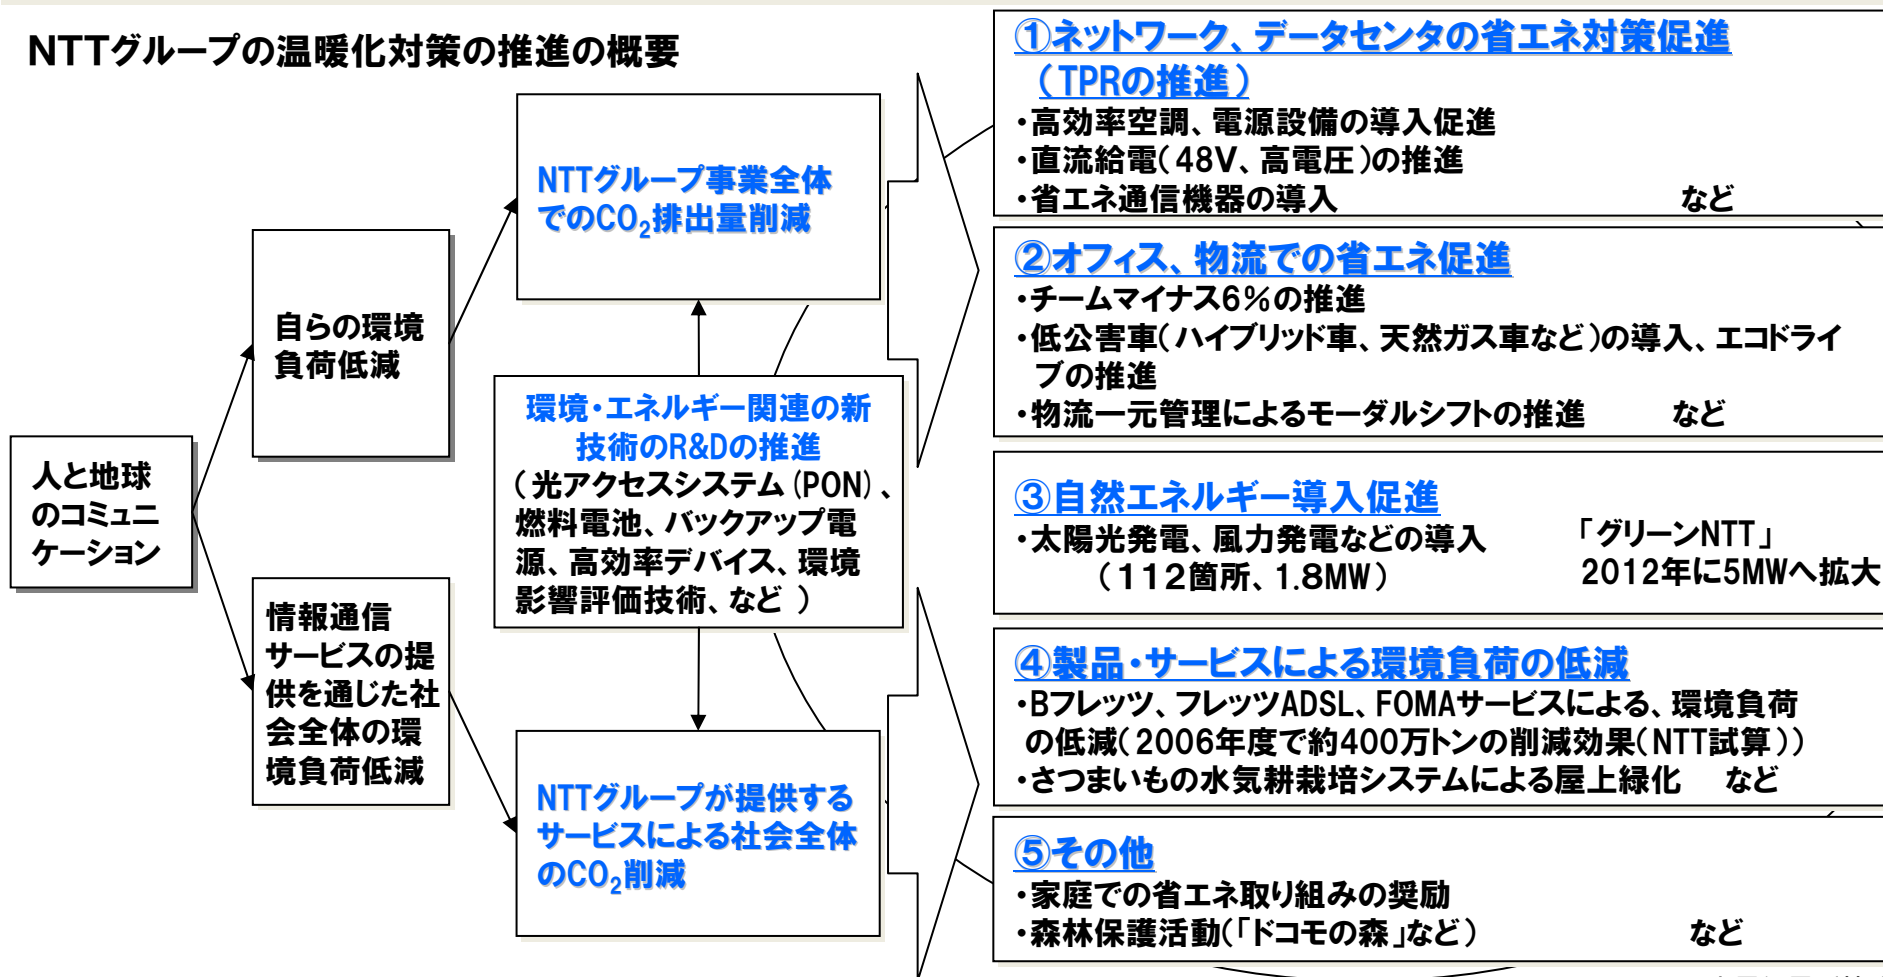 NTTグループの温暖化対策の推進の概要
人と地球
のコミュニ
ケーション
自らの環境
負荷低減
情報通信
サービスの提
供を通じた社
会全体の環
境負荷低減
NTTグループ事業全体
でのCO2排出量削減
環境・エネルギー関連の新
技術のR&Dの推進
(光アクセスシステム(PON)、
燃料電池、バックアップ電
源、高効率デバイス、環境
影響評価技術、など )
NTTグループが提供する
サービスによる社会全体
のCO2削減
①ネットワーク、データセンタの省エネ対策促進
(TPRの推進)
・高効率空調、電源設備の導入促進
・直流給電(48V、高電圧)の推進
・省エネ通信機器の導入 など
②オフィス、物流での省エネ促進
・チームマイナス6%の推進
・低公害車(ハイブリッド車、天然ガス車など)の導入、エコドライ
ブの推進
・物流一元管理によるモーダルシフトの推進 など
③自然エネルギー導入促進
・太陽光発電、風力発電などの導入
(112箇所、1.8MW)
「グリーンNTT」
2012年に5MWへ拡大
④製品・サービスによる環境負荷の低減
・Bフレッツ、フレッツADSL、FOMAサービスによる、環境負荷
の低減(2006年度で約400万トンの削減効果(NTT試算))
・さつまいもの水気耕栽培システムによる屋上緑化 など
⑤その他
・家庭での省エネ取り組みの奨励
・森林保護活動(「ドコモの森」など) など